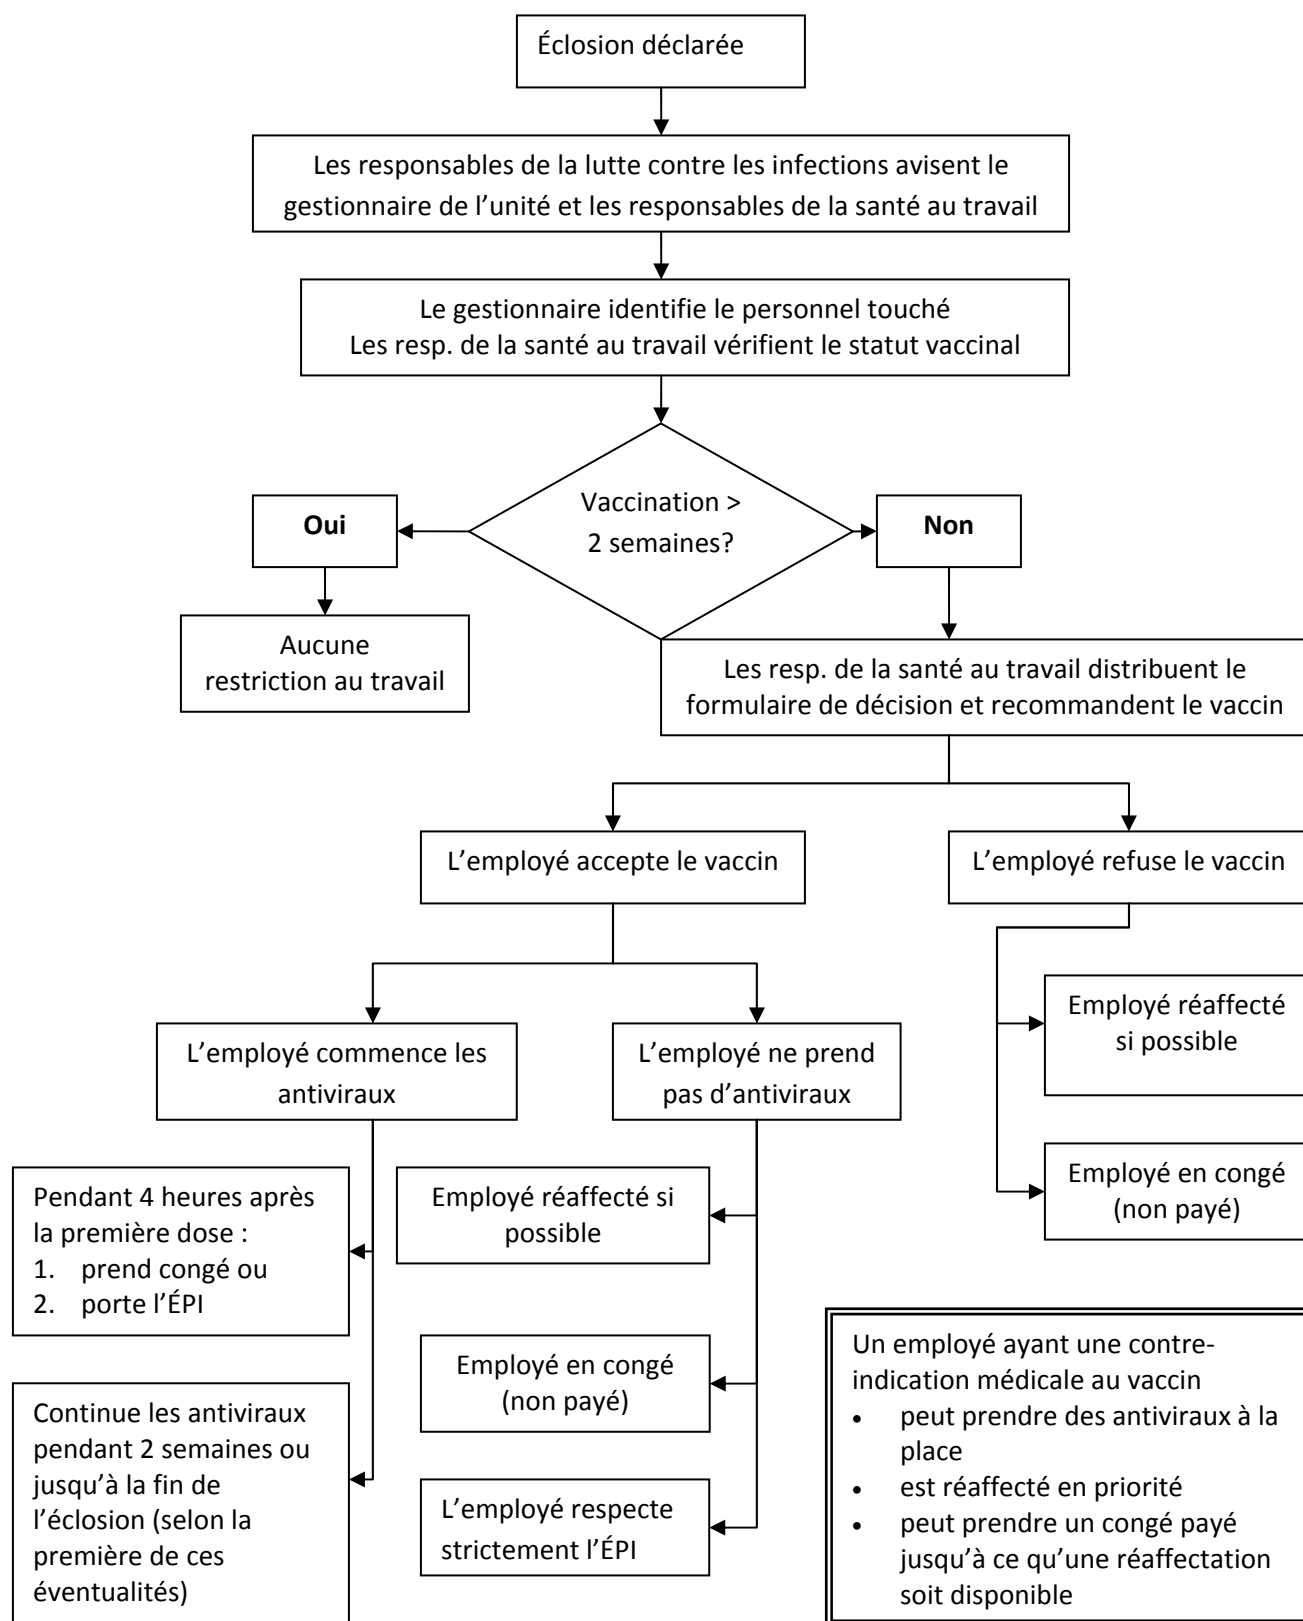 Éclosion déclarée
Les responsables de la lutte contre les infections avisent le
gestionnaire de l’unité et les responsables de la santé au travail
Le gestionnaire identifie le personnel touché
Les resp. de la santé au travail vérifient le statut vaccinal
Vaccination >
2 semaines?
Oui
Non
Aucune
restriction au travail
Les resp. de la santé au travail distribuent le
formulaire de décision et recommandent le vaccin
L’employé accepte le vaccin
L’employé refuse le vaccin
Employé réaffecté
si possible
Employé en congé
(non payé)
L’employé commence les
antiviraux
L’employé ne prend
pas d’antiviraux
Pendant 4 heures après
la première dose :
1. prend congé ou
2. porte l’ÉPI
Continue les antiviraux
pendant 2 semaines ou
jusqu’à la fin de
l’éclosion (selon la
première de ces
éventualités)
Employé réaffecté si
possible
Employé en congé
(non payé)
L’employé respecte
strictement l’ÉPI
Un employé ayant une contre-
indication médicale au vaccin
• peut prendre des antiviraux à la
place
• est réaffecté en priorité
• peut prendre un congé payé
jusqu’à ce qu’une réaffectation
soit disponible